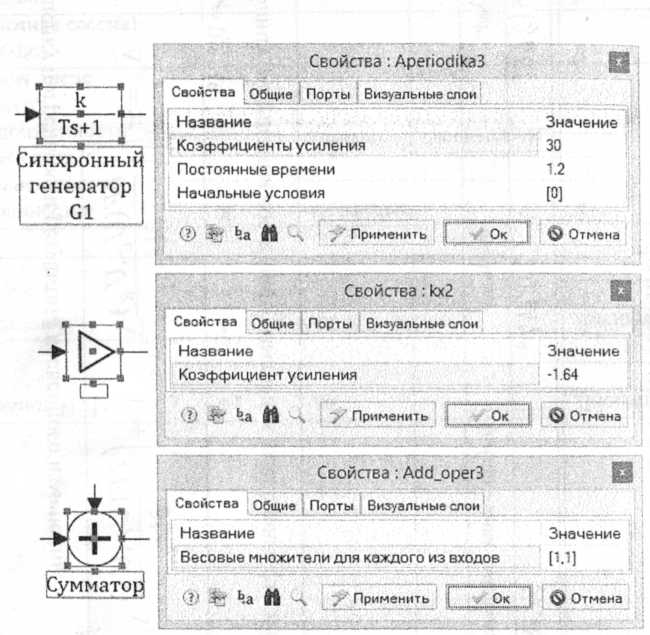 Свойства : Aperiodika3
x
Свойства Общие Порты Визуальные слои
Название Значение
Коэффициенты усиления 30
Постоянные времени 1.2
Начальные условия [0]
? ba Применить Ок Отмена
k
Ts+1
Синхронный
генератор
G1
Свойства : kx2
x
Свойства Общие Порты Визуальные слои
Название Значение
Коэффициент усиления -1.64
? ba Применить Ок Отмена
Свойства : Add_oper3
x
Свойства Общие Порты Визуальные слои
Название Значение
Весовые множители для каждого из входов [1,1]
? ba Применить Ок Отмена
+
Сумматор